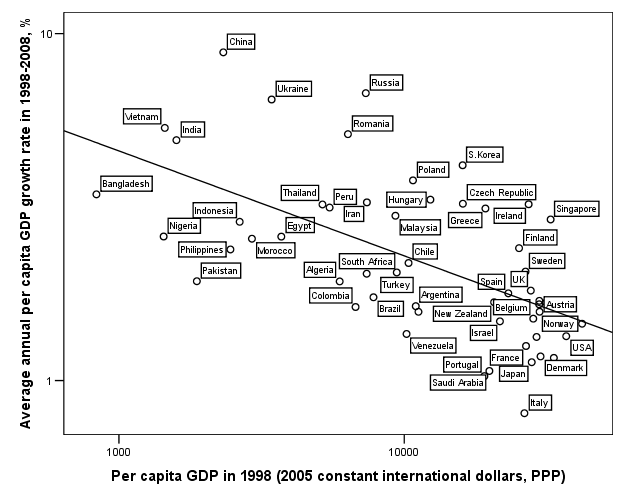 Average annual per capita GDP growth rate in 1998-2008, %
10
1
China
Russia
Ukraine
Vietnam
India
Romania
S.Korea
Poland
Bangladesh
Thailand
Peru
Hungary
Czech Republic
Indonesia
Iran
Greece
Ireland
Singapore
Nigeria
Egypt
Malaysia
Philippines
Morocco
Chile
Finland
Pakistan
Algeria
South Africa
Sweden
Turkey
Spain
UK
Colombia
Argentina
Brazil
New Zealand
Belgium
Austria
Norway
Israel
Venezuela
USA
Portugal
France
Japan
Denmark
Saudi Arabia
Italy
1000
10000
Per capita GDP in 1998 (2005 constant international dollars, PPP)